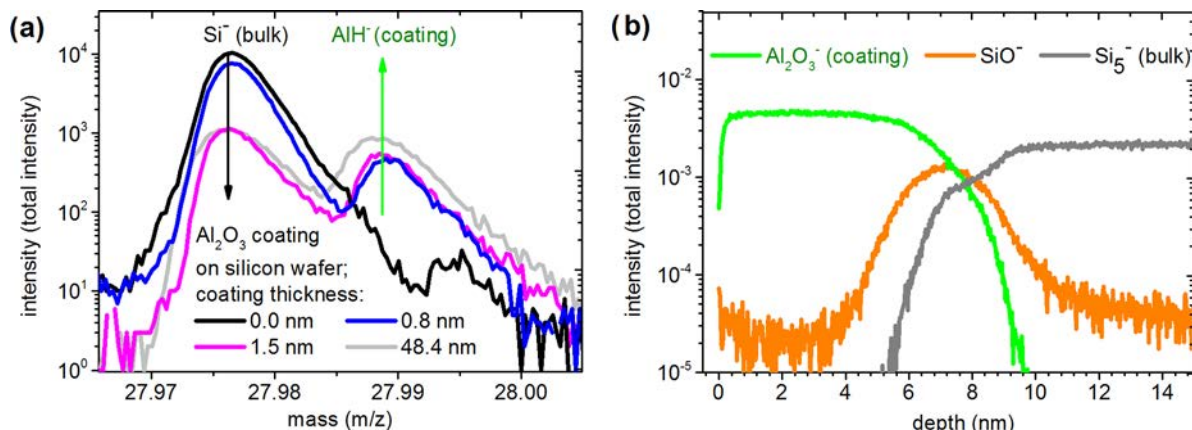 (a)
Si⁻ (bulk)
AlH⁻ (coating)
10⁴
10³
10²
10¹
10⁰
intensity (total intensity)
Al₂O₃ coating
on silicon wafer;
coating thickness:
0.0 nm
0.8 nm
1.5 nm
48.4 nm
27.97
27.98
27.99
28.00
mass (m/z)
(b)
Al₂O₃⁻ (coating)
SiO⁻
Si₅⁻ (bulk)
10⁻²
10⁻³
10⁻⁴
10⁻⁵
intensity (total intensity)
0
2
4
6
8
10
12
14
depth (nm)